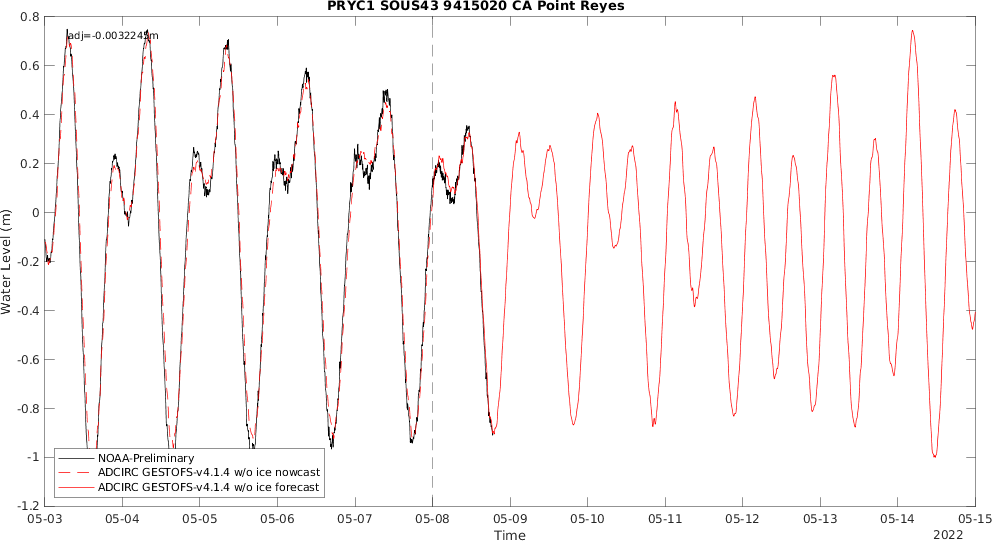 PRYC1 SOUS43 9415020 CA Point Reyes
adj=-0.0032245m
0.8
0.6
0.4
0.2
0
-0.2
-0.4
-0.6
-0.8
-1
-1.2
Water Level (m)
NOAA-Preliminary
ADCIRC GESTOFS-v4.1.4 w/o ice nowcast
ADCIRC GESTOFS-v4.1.4 w/o ice forecast
05-03 05-04 05-05 05-06 05-07 05-08 05-09 05-10 05-11 05-12 05-13 05-14 05-15
Time
2022